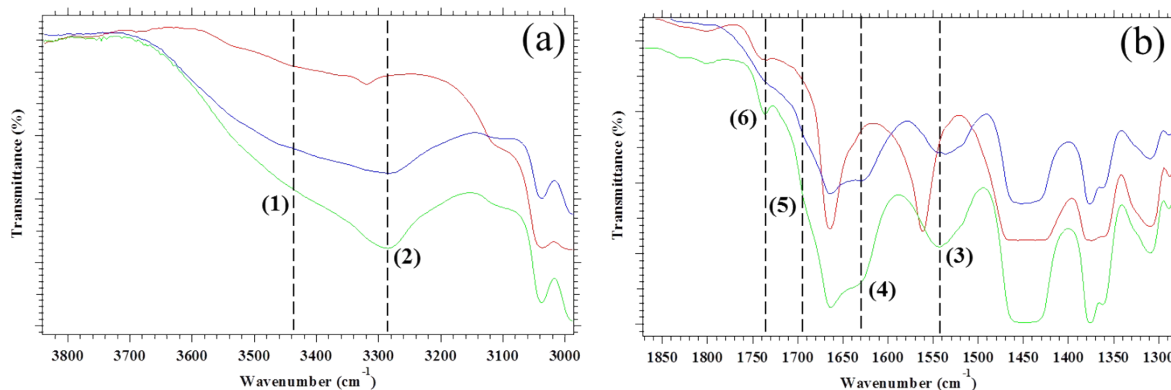 (a)
Transmittance (%)
(1)
(2)
3800 3700 3600 3500 3400 3300 3200 3100 3000
Wavenumber (cm-1)
(b)
Transmittance (%)
(6)
(5)
(4)
(3)
1850 1800 1750 1700 1650 1600 1550 1500 1450 1400 1350 1300
Wavenumber (cm-1)